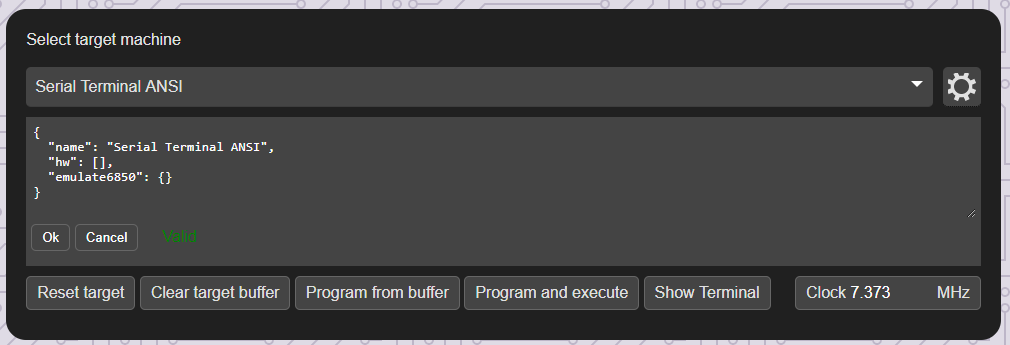 Select target machine
Serial Terminal ANSI
{
"name": "Serial Terminal ANSI",
"hw": [],
"emulate6850": {}
}
Ok Cancel Valid
Reset target Clear target buffer Program from buffer Program and execute Show Terminal Clock 7.373 MHz